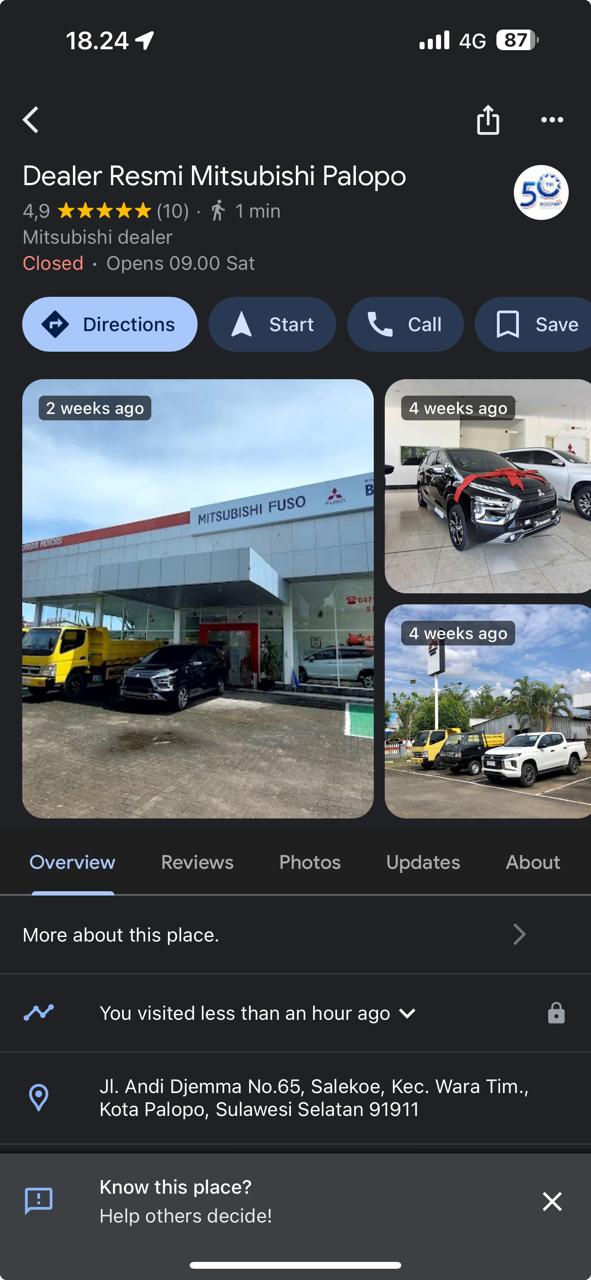 18.24
4G
87
Dealer Resmi Mitsubishi Palopo
4,9 (10) · 1 min
Mitsubishi dealer
Closed · Opens 09.00 Sat
Directions
Start
Call
Save
2 weeks ago
4 weeks ago
4 weeks ago
MITSUBISHI FUSO
FUSO
50
Overview
Reviews
Photos
Updates
About
More about this place.
You visited less than an hour ago
Jl. Andi Djemma No.65, Salekoe, Kec. Wara Tim.,
Kota Palopo, Sulawesi Selatan 91911
Know this place?
Help others decide!